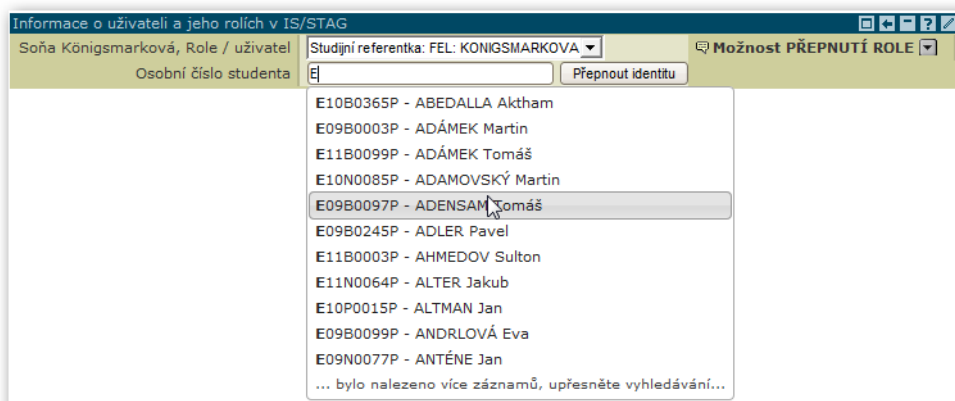 Informace o uživateli a jeho rolích v IS/STAG
Soňa Königsmarková, Role / uživatel Studijní referentka: FEL: KONIGSMARKOVA Možnost PŘEPNUTÍ ROLE
Osobní číslo studenta E Přepnout identitu
E10B0365P - ABEDALLA Aktham
E09B0003P - ADÁMEK Martin
E11B0099P - ADÁMEK Tomáš
E10N0085P - ADAMOVSKÝ Martin
E09B0097P - ADENSAM Tomáš
E09B0245P - ADLER Pavel
E11B0003P - AHMEDOV Sulton
E11N0064P - ALTER Jakub
E10P0015P - ALTMAN Jan
E09B0099P - ANDRLOVÁ Eva
E09N0077P - ANTÉNE Jan
... bylo nalezeno více záznamů, upřesněte vyhledávání...